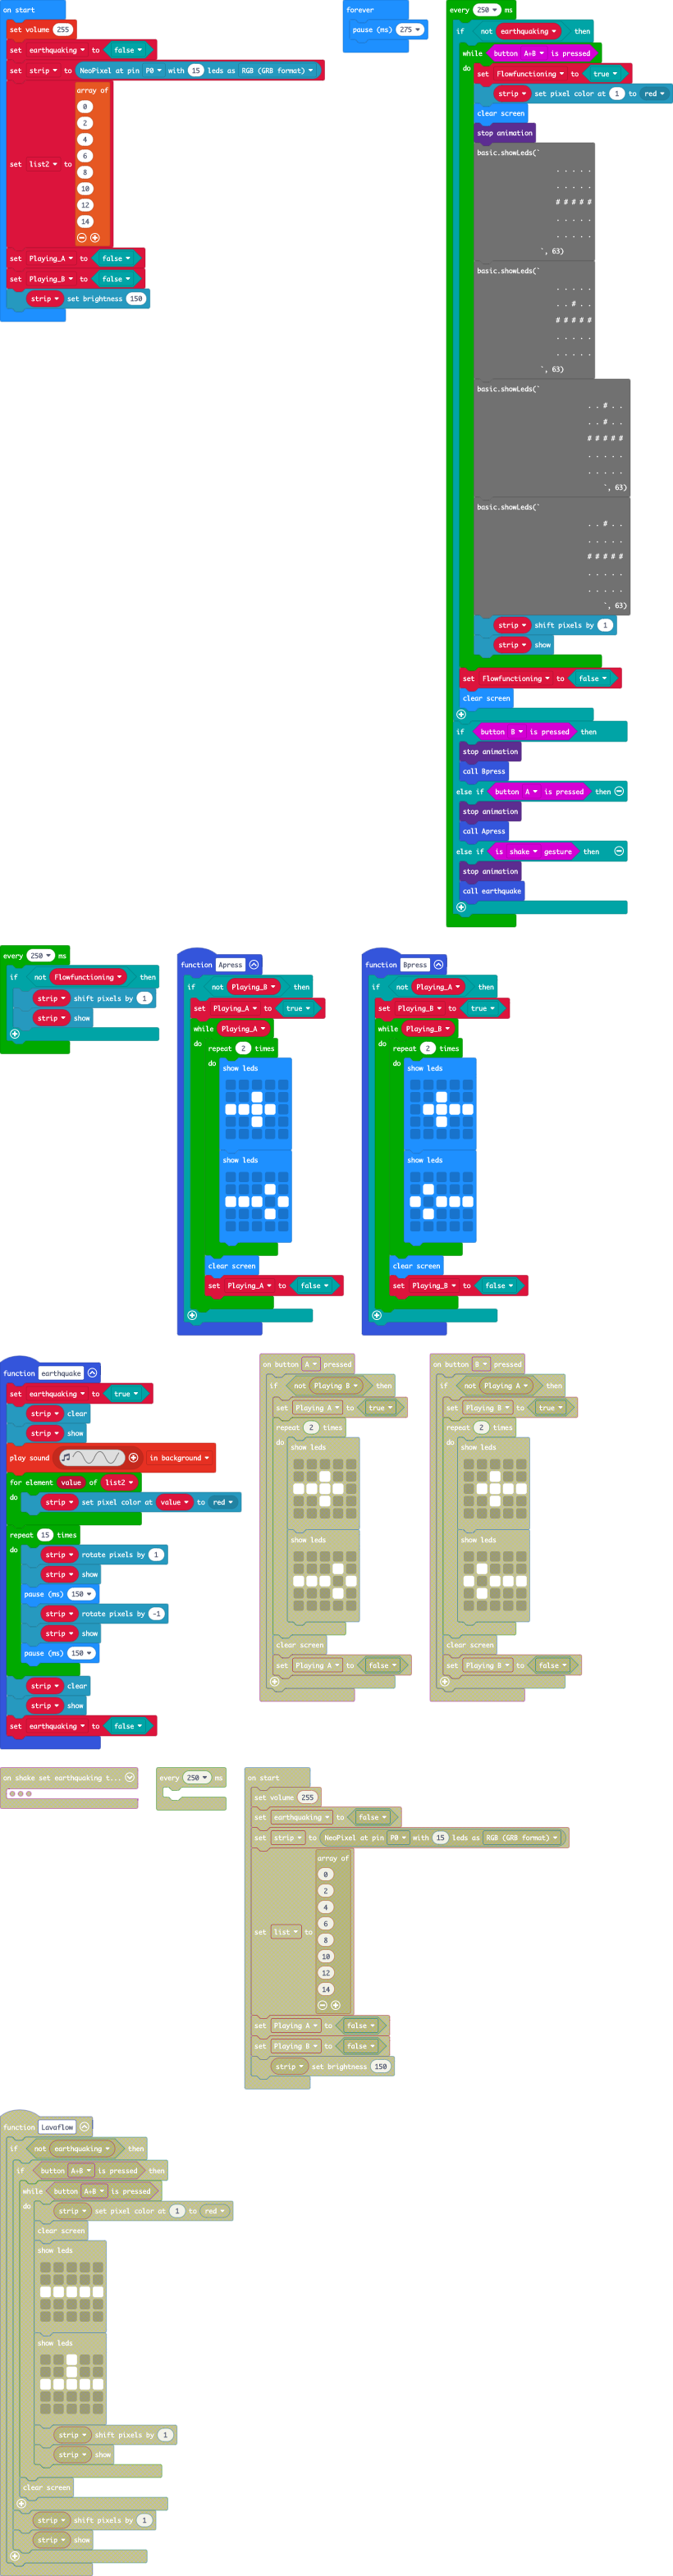 on start
set volume 255
set earthquaking to false
set strip to NeoPixel at pin P0 with 15 leds as RGB (GRB format)
set list2 to array of
0
2
4
6
8
10
12
14
set Playing_A to false
set Playing_B to false
strip set brightness 150
forever
pause (ms) 275
every 250 ms
if not earthquaking then
while button A+B is pressed
do set Flowfunctioning to true
strip set pixel color at 1 to red
clear screen
stop animation
basic.showLeds(`
. . . . .
. . . . .
# # # # #
. . . . .
. . . . .
`, 63)
basic.showLeds(`
. . . . .
. . # . .
# # # # #
. . . . .
. . . . .
`, 63)
basic.showLeds(`
. . # . .
. . # . .
# # # # #
. . . . .
. . . . .
`, 63)
basic.showLeds(`
. . # . .
. . . . .
# # # # #
. . . . .
. . . . .
`, 63)
strip shift pixels by 1
strip show
set Flowfunctioning to false
clear screen
if button B is pressed then
stop animation
call Bpress
else if button A is pressed then
stop animation
call Apress
else if is shake gesture then
stop animation
call earthquake
every 250 ms
if not Flowfunctioning then
strip shift pixels by 1
strip show
function Apress
if not Playing_B then
set Playing_A to true
while Playing_A
do repeat 2 times
do show leds
show leds
clear screen
set Playing_A to false
function Bpress
if not Playing_A then
set Playing_B to true
while Playing_B
do repeat 2 times
do show leds
show leds
clear screen
set Playing_B to false
function earthquake
set earthquaking to true
strip clear
strip show
play sound in background
for element value of list2
do strip set pixel color at value to red
repeat 15 times
do strip rotate pixels by 1
strip show
pause (ms) 150
strip rotate pixels by -1
strip show
pause (ms) 150
strip clear
strip show
set earthquaking to false
on button A pressed
if not Playing B then
set Playing A to true
repeat 2 times
do show leds
show leds
clear screen
set Playing A to false
on button B pressed
if not Playing A then
set Playing B to true
repeat 2 times
do show leds
show leds
clear screen
set Playing B to false
on shake set earthquaking t...
every 250 ms
on start
set volume 255
set earthquaking to false
set strip to NeoPixel at pin P0 with 15 leds as RGB (GRB format)
set list to array of
0
2
4
6
8
10
12
14
set Playing A to false
set Playing B to false
strip set brightness 150
function Lavaflow
if not earthquaking then
if button A+B is pressed then
while button A+B is pressed
do strip set pixel color at 1 to red
clear screen
show leds
show leds
strip shift pixels by 1
strip show
clear screen
strip shift pixels by 1
strip show